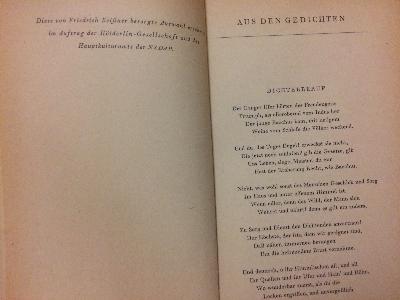 Diese von Friedrich Beißner besorgte Auswahl
im Auftrag der Hölderlin-Gesellschaft und des
Hauptkulturamts der NSDAP.
AUS DEN GEDICHTEN
DICHTERBERUF
Des Ganges Ufer hörten des Freudengotts
Triumph, als allerobernd vom Indus her
Der junge Bacchus kam, mit heilgem
Weine vom Schlafe die Völker weckend.
Und du, des Tages Engel! erweckst sie nicht,
Die jetzt noch schlafen? gib die Gesetze, gib
Uns Leben, siege, Meister, du nur
Hast der Eroberung Recht, wie Bacchus.
Nicht, was wohl sonst des Menschen Geschick und Sorg
Im Haus und unter offenem Himmel ist,
Wenn edler, denn das Wild, der Mann sich
Wehret und nährt! denn es gilt ein anders,
Zu Sorg und Dienst den Dichtenden anvertraut!
Der Höchste, der ists, dem wir geeignet sind,
Daß näher, immerneu besungen
Ihn die befreundete Brust vernehme.
Und dennoch, o ihr Himmlischen all, und all
Ihr Quellen und ihr Ufer und Hain' und Höhn,
Wo wunderbar zuerst, als du die
Locken ergriffen, und unvergeßlich